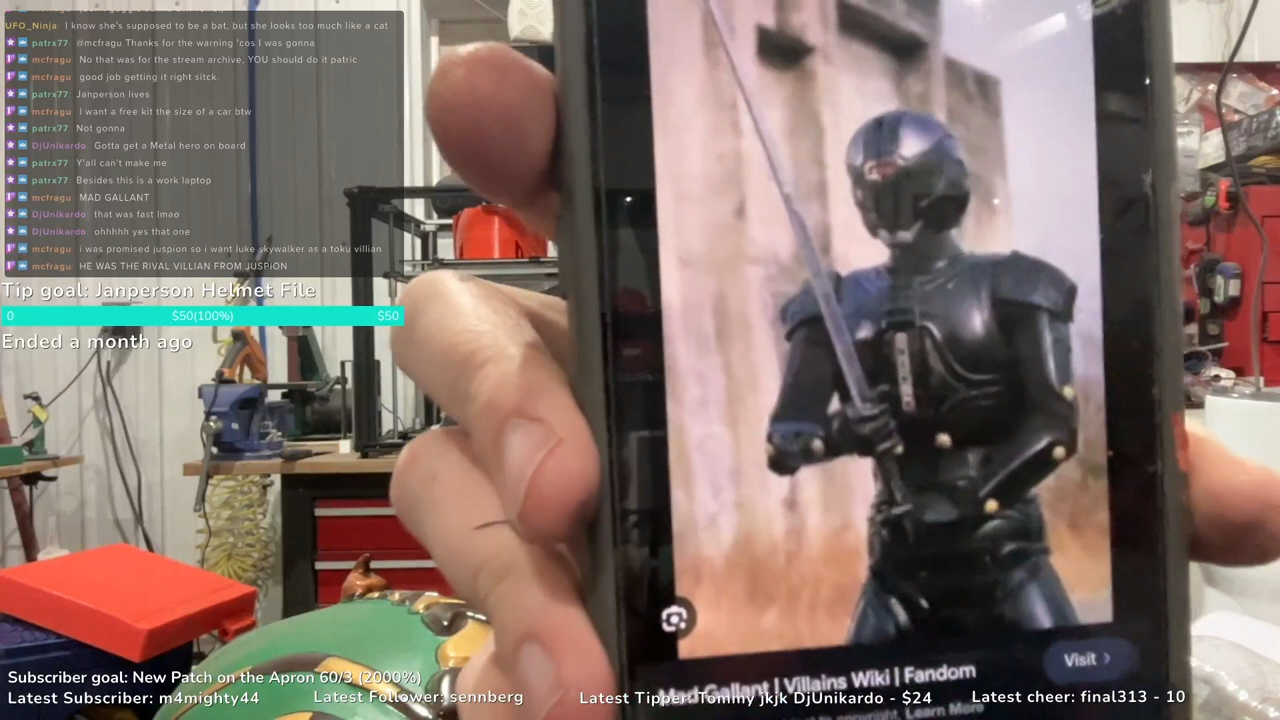 UFO_Ninja I know she's supposed to be a bat, but she looks too much like a cat
patrx77: @mcfragu Thanks for the warning 'cos I was gonna
mcfragu: No that was for the stream archive, YOU should do it patric
mcfragu: good job getting it right sitck.
patrx77: Janperson lives
mcfragu: I want a free kit the size of a car btw
patrx77: Not gonna
DjUnikardo: Gotta get a Metal hero on board
patrx77: Y'all can't make me
patrx77: Besides this is a work laptop
mcfragu: MAD GALLANT
DjUnikardo: that was fast lmao
DjUnikardo: ohhhhh yes that one
mcfragu: i was promised juspion so i want luke skywalker as a toku villian
mcfragu: HE WAS THE RIVAL VILLIAN FROM JUSPION
Tip goal: Janperson Helmet File
0 $50(100%) $50
Ended a month ago
Visit
Gallant | Villains Wiki | Fandom
Learn More
Subscriber goal: New Patch on the Apron 60/3 (2000%)
Latest Subscriber: m4mighty44 Latest Follower: sennberg Latest Tipper: Tommy jkjk DjUnikardo - $24 Latest cheer: final313 - 10